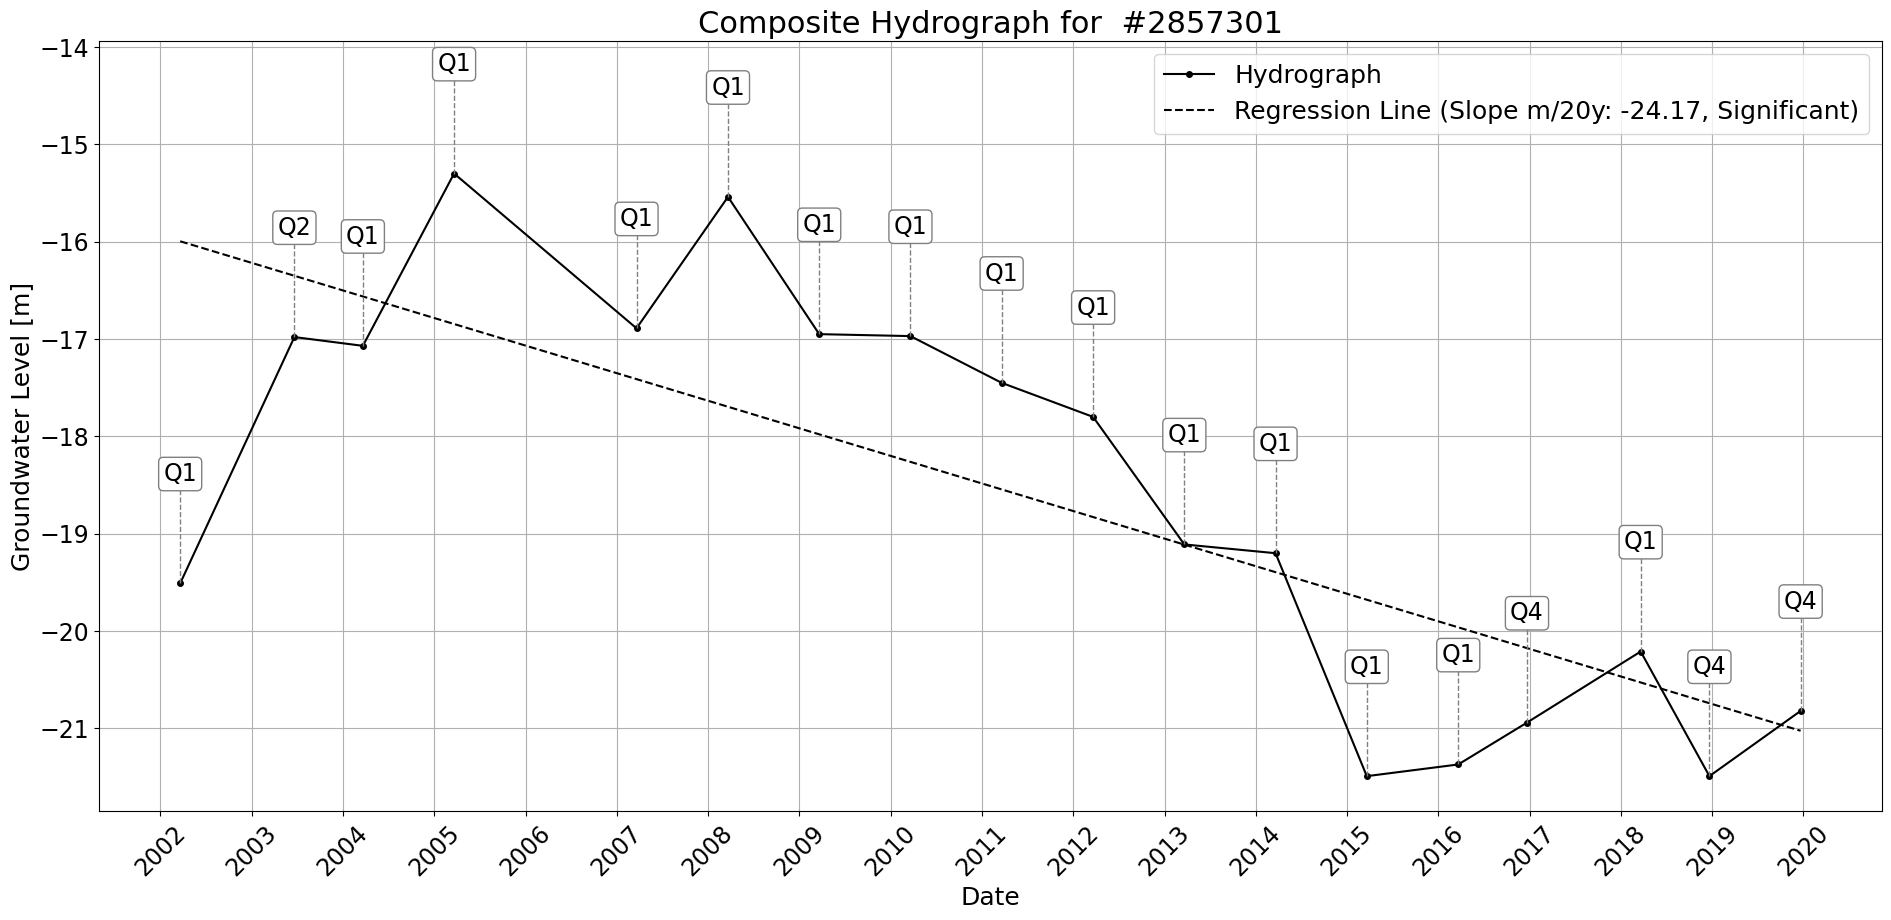 Composite Hydrograph for  #2857301
Hydrograph
Regression Line (Slope m/20y: -24.17, Significant)
Groundwater Level [m]
−14
−15
−16
−17
−18
−19
−20
−21
Q1
Q2
Q1
Q1
Q1
Q1
Q1
Q1
Q1
Q1
Q1
Q1
Q1
Q1
Q4
Q1
Q4
Q4
2002
2003
2004
2005
2006
2007
2008
2009
2010
2011
2012
2013
2014
2015
2016
2017
2018
2019
2020
Date